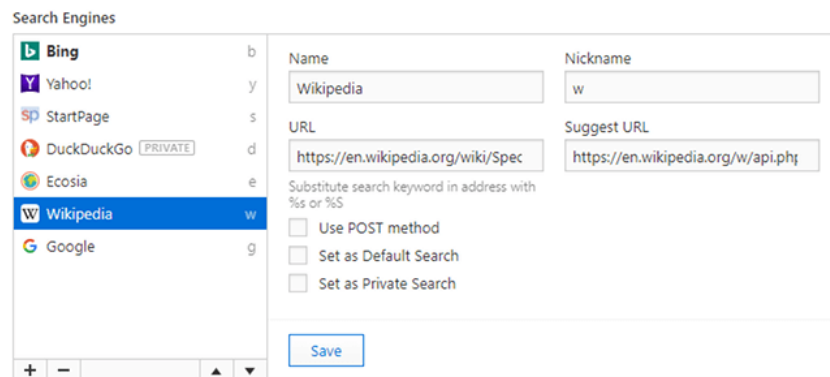 Search Engines
Bing b
Yahoo! y
StartPage s
DuckDuckGo PRIVATE d
Ecosia e
Wikipedia w
Google g
Name
Wikipedia
Nickname
w
URL
https://en.wikipedia.org/wiki/Spec
Suggest URL
https://en.wikipedia.org/w/api.php
Substitute search keyword in address with
%s or %S
Use POST method
Set as Default Search
Set as Private Search
Save